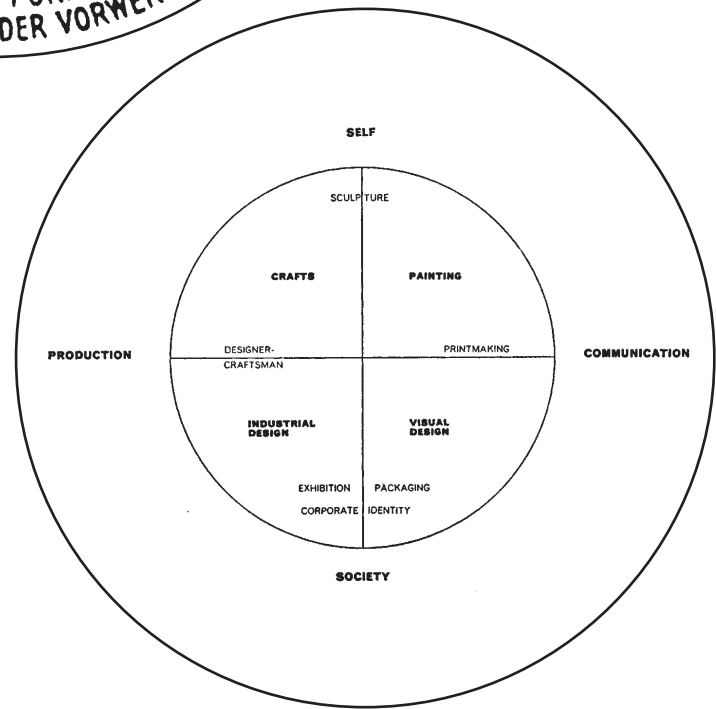 DER
SELF
SCULPTURE
CRAFTS
PAINTING
PRODUCTION
DESIGNER-
CRAFTSMAN
PRINTMAKING
COMMUNICATION
INDUSTRIAL
DESIGN
VISUAL
DESIGN
EXHIBITION
PACKAGING
CORPORATE IDENTITY
SOCIETY